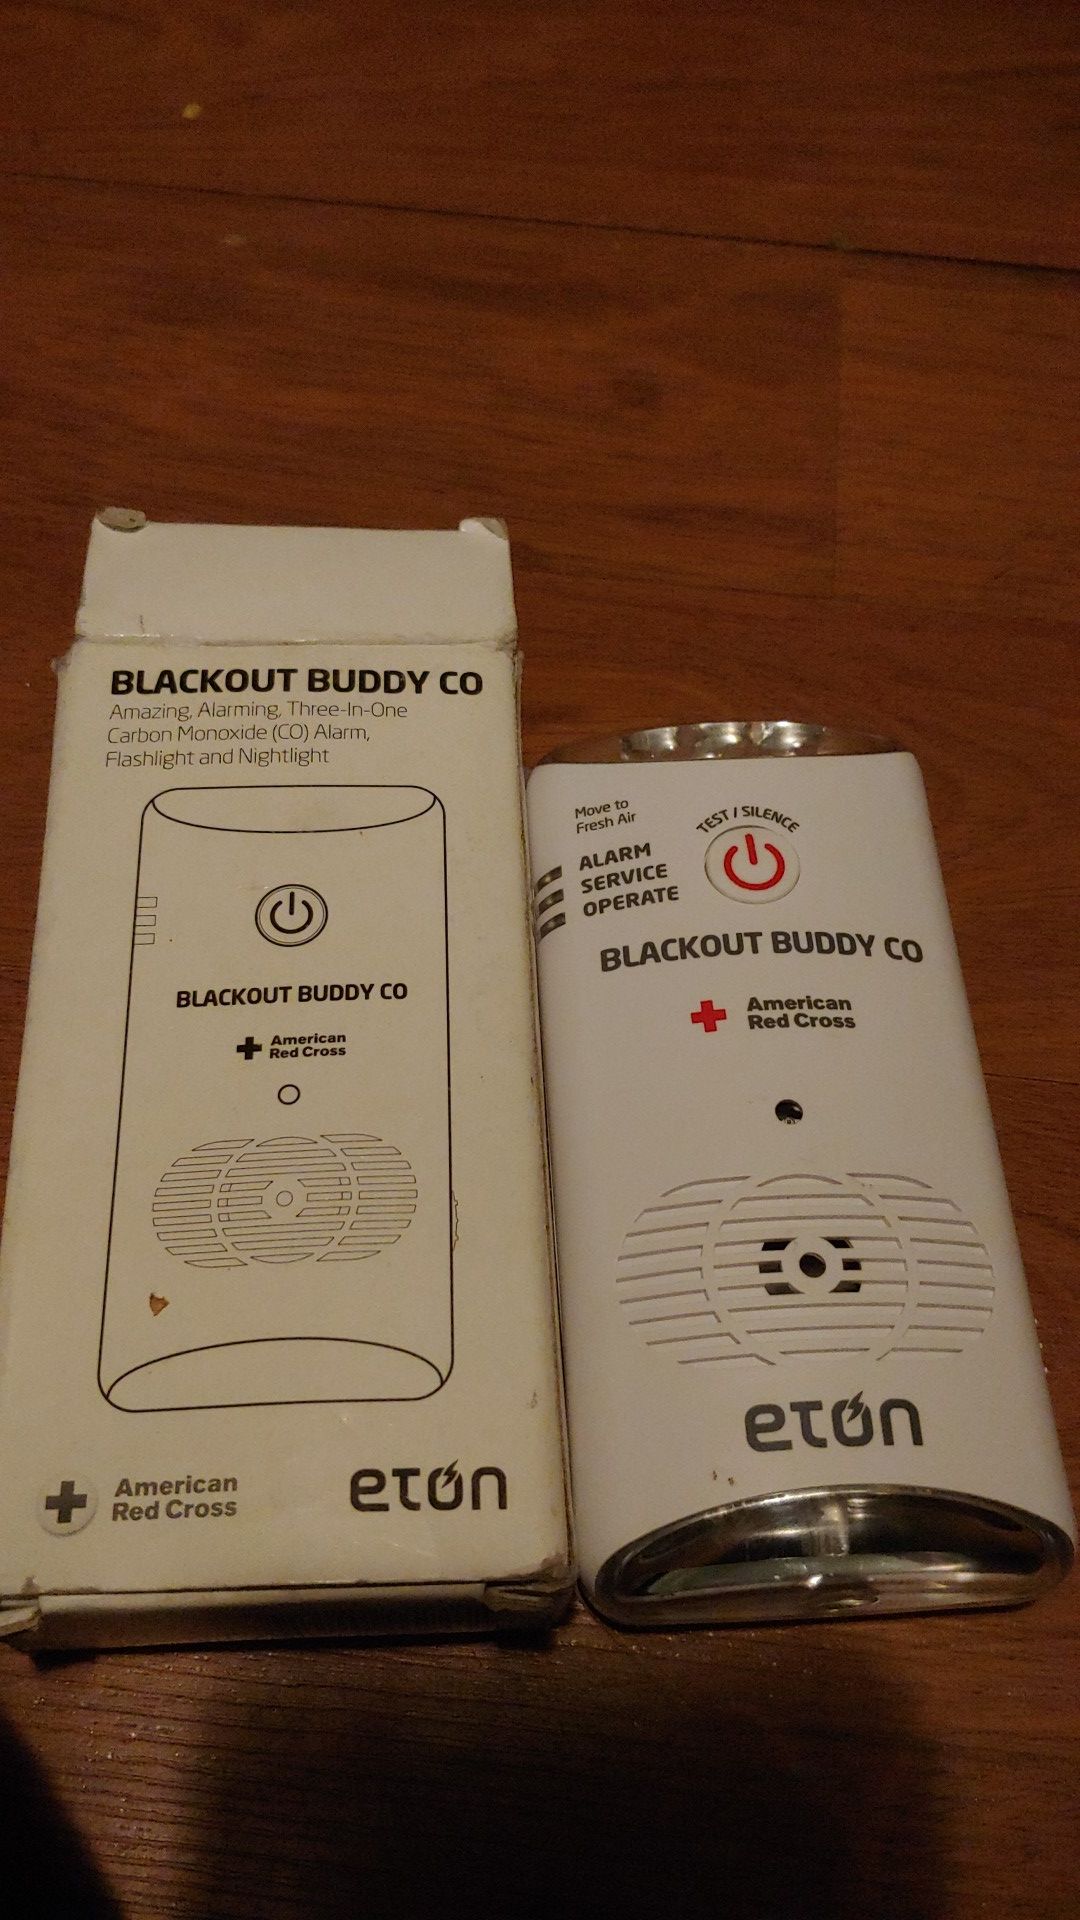 BLACKOUT BUDDY CO
Amazing, Alarming, Three-In-One
Carbon Monoxide (CO) Alarm,
Flashlight and Nightlight
BLACKOUT BUDDY CO
American
Red Cross
American
Red Cross
etón
Move to
Fresh Air
TEST / SILENCE
ALARM
SERVICE
OPERATE
BLACKOUT BUDDY CO
American
Red Cross
etón